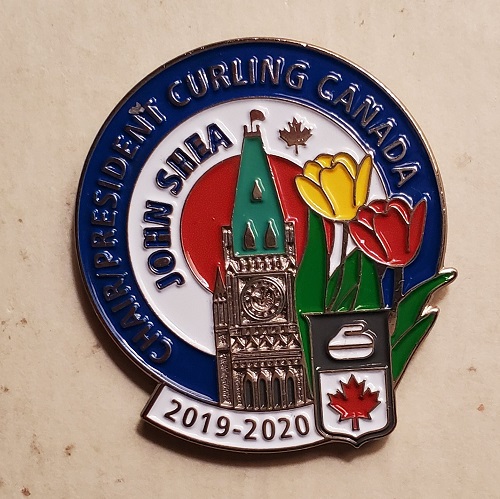 CHAIR/PRESIDENT CURLING CANADA
JOHN SHEA
2019-2020